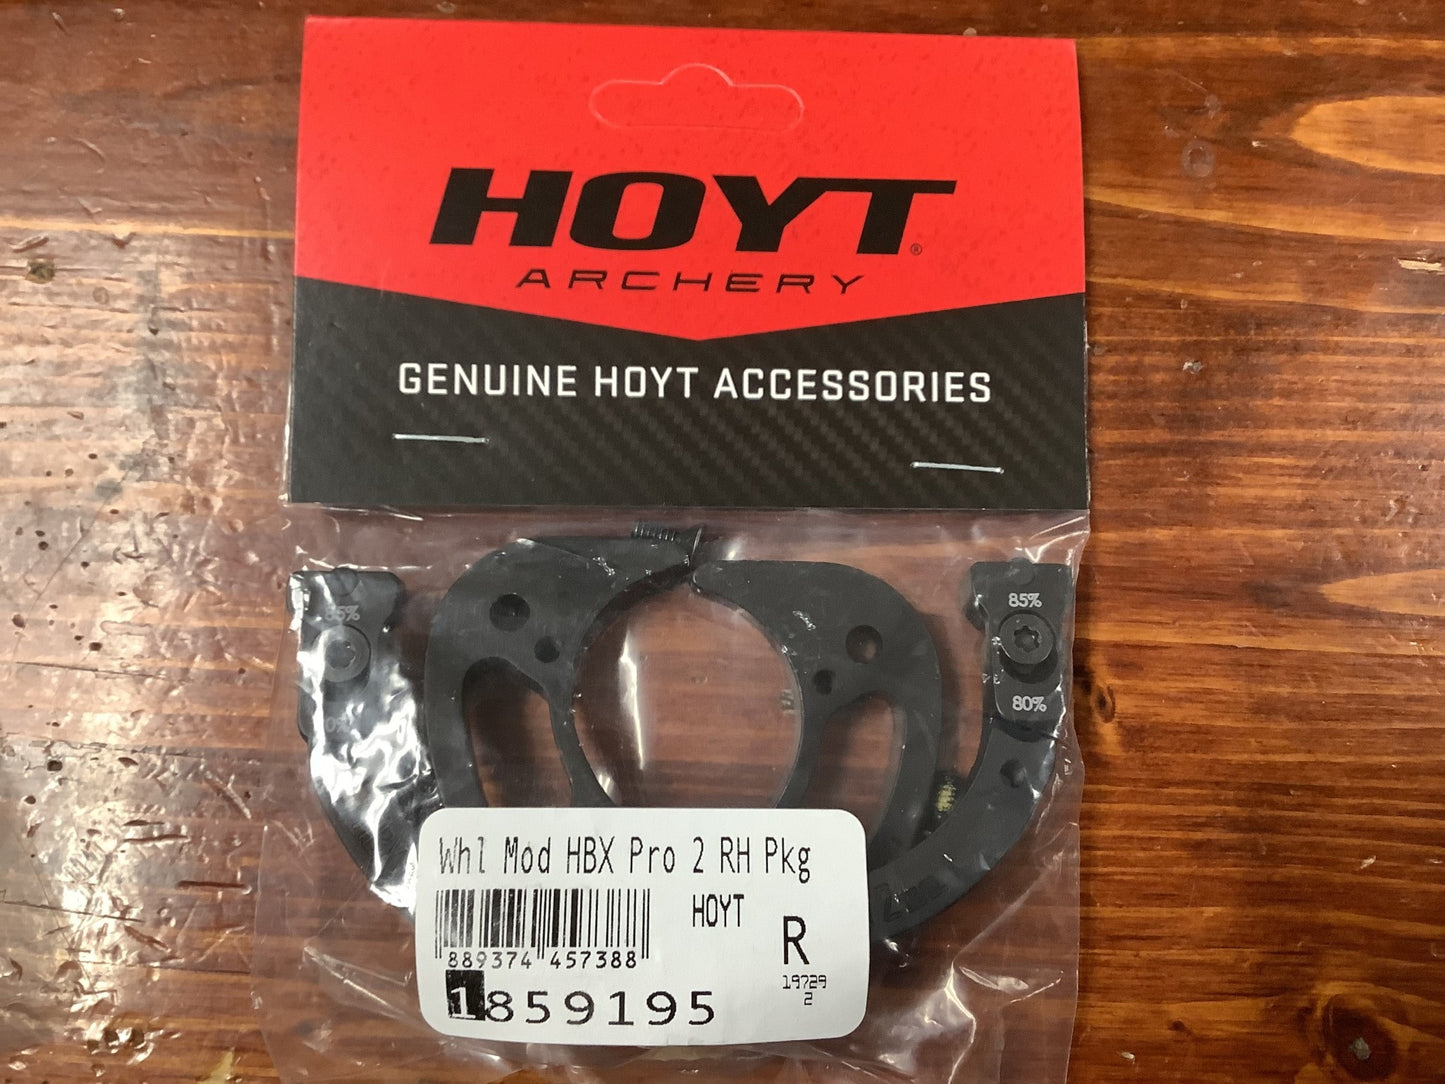 HOYT®
ARCHERY
GENUINE HOYT ACCESSORIES
85%
85%
80%
Whl Mod HBX Pro 2 RH Pkg
HOYT
R
889374 457388
19729
2
1859195